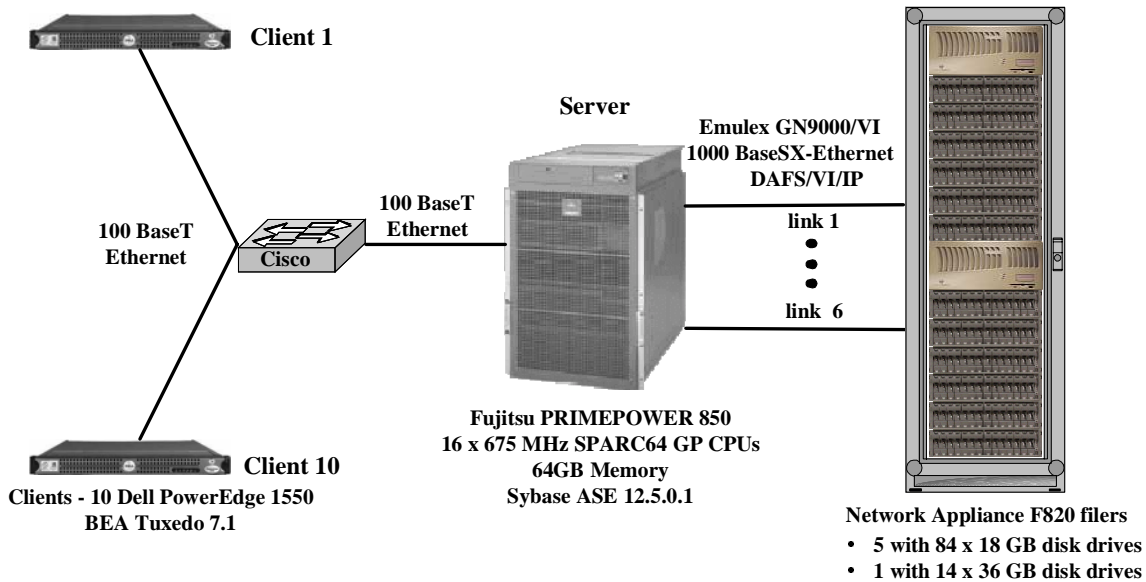 Client 1
Server
Emulex GN9000/VI
1000 BaseSX-Ethernet
DAFS/VI/IP
100 BaseT
Ethernet
Cisco
100 BaseT
Ethernet
link 1
link 6
Client 10
Clients - 10 Dell PowerEdge 1550
BEA Tuxedo 7.1
Fujitsu PRIMEPOWER 850
16 x 675 MHz SPARC64 GP CPUs
64GB Memory
Sybase ASE 12.5.0.1
Network Appliance F820 filers
• 5 with 84 x 18 GB disk drives
• 1 with 14 x 36 GB disk drives